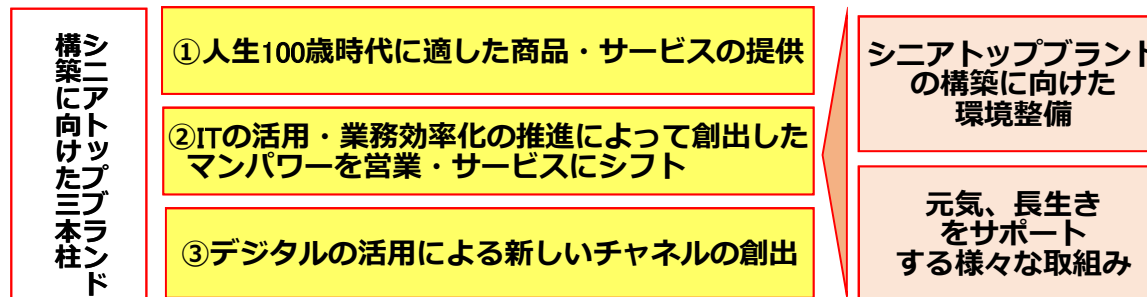 シニアトップブランド
構築に向けた三本柱
①人生100歳時代に適した商品・サービスの提供
②ITの活用・業務効率化の推進によって創出した
マンパワーを営業・サービスにシフト
③デジタルの活用による新しいチャネルの創出
シニアトップブランド
の構築に向けた
環境整備
元気、長生き
をサポート
する様々な取組み